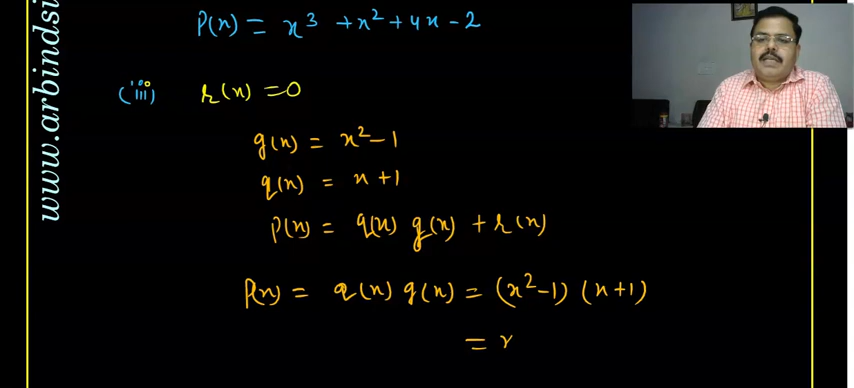 www.arbindsi
P(x) = x³ + x² + 4x - 2
(iii) r(x) = 0
g(x) = x² - 1
q(x) = x + 1
P(x) = q(x) g(x) + r(x)
P(x) = q(x) g(x) = (x² - 1) (x + 1)
= x